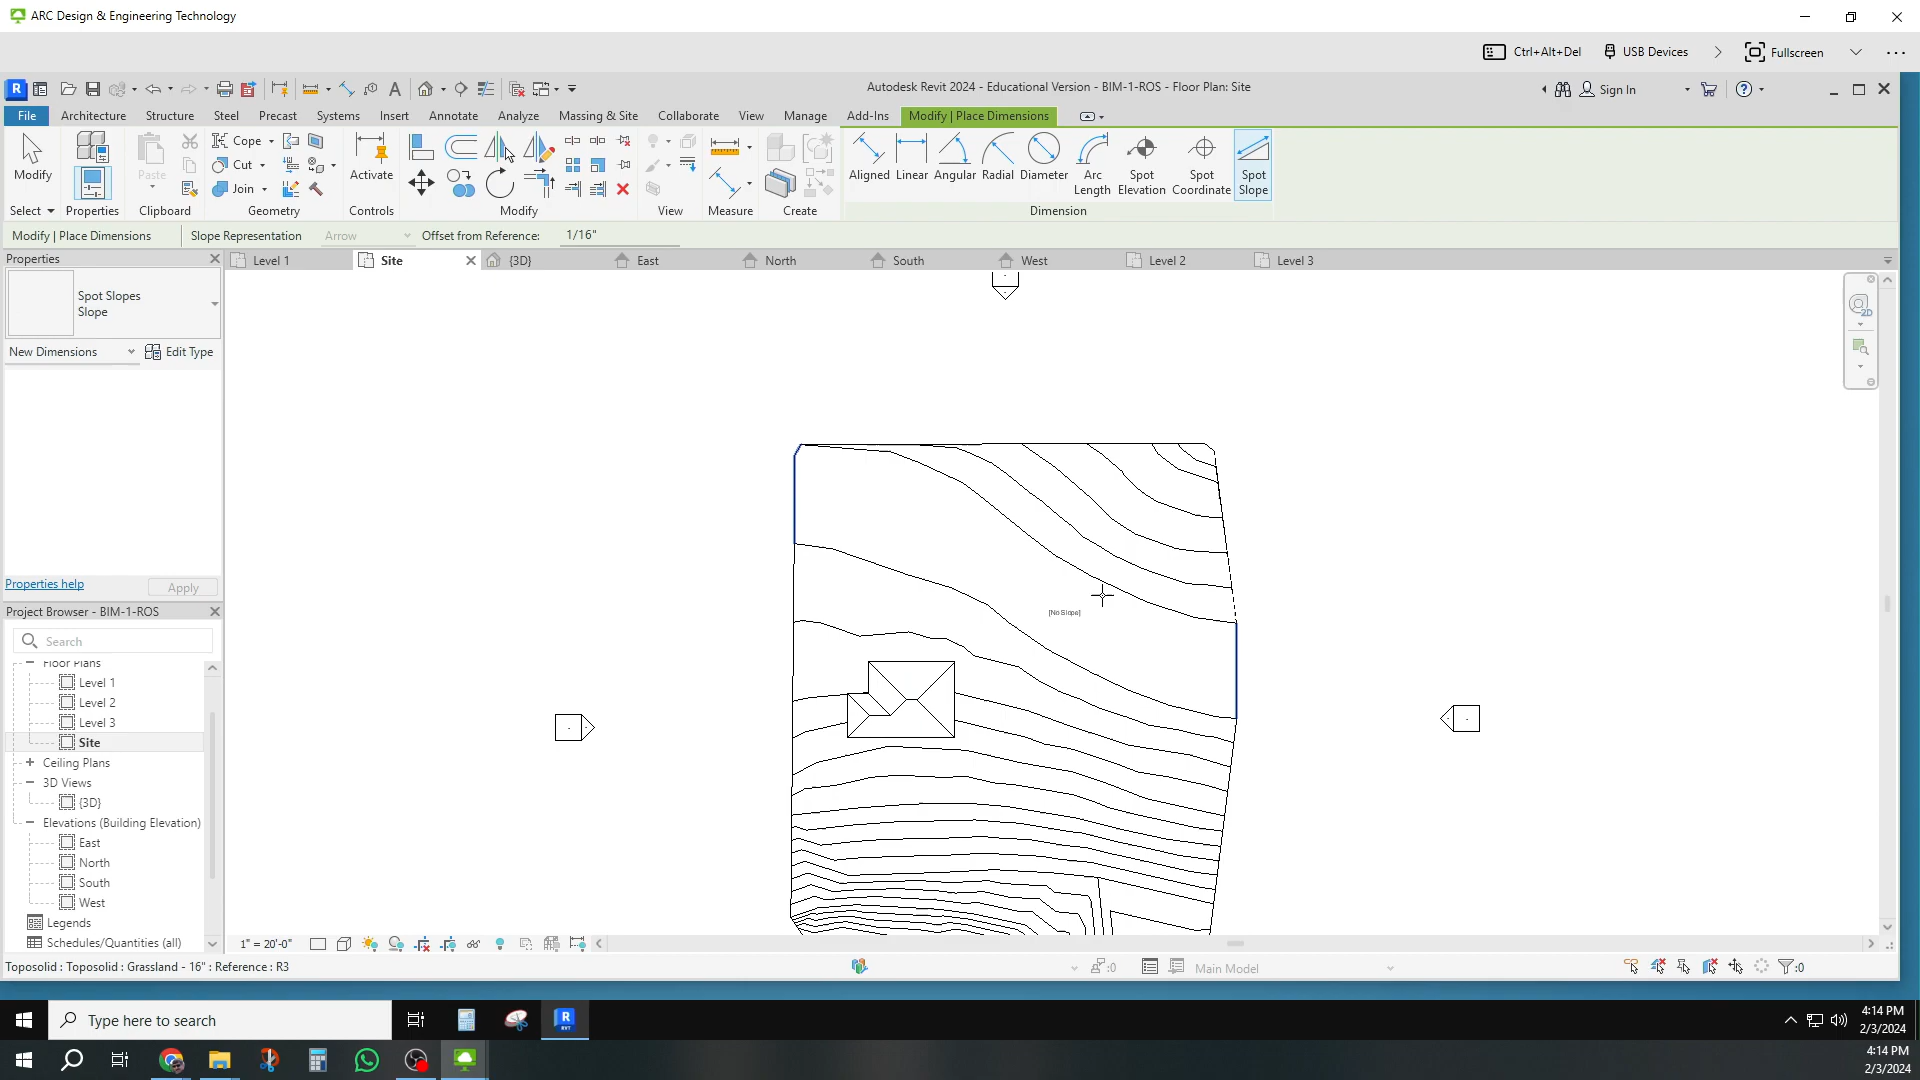 ARC Design & Engineering Technology
Ctrl+Alt+Del
USB Devices
Fullscreen
Autodesk Revit 2024 - Educational Version - BIM-1-ROS - Floor Plan: Site
Sign In
File
Architecture
Structure
Steel
Precast
Systems
Insert
Annotate
Analyze
Massing & Site
Collaborate
View
Manage
Add-Ins
Modify | Place Dimensions
Modify
Properties
Paste
Cope
Cut
Join
Activate
Aligned
Linear
Angular
Radial
Diameter
Arc
Length
Spot
Elevation
Spot
Coordinate
Spot
Slope
Select
Properties
Clipboard
Geometry
Controls
Modify
View
Measure
Create
Dimension
Modify | Place Dimensions
Slope Representation
Arrow
Offset from Reference:
1/16"
Properties
Level 1
Site
{3D}
East
North
South
West
Level 2
Level 3
Spot Slopes
Slope
New Dimensions
Edit Type
2D
[No Slope]
Properties help
Apply
Project Browser - BIM-1-ROS
Search
Floor Plans
Level 1
Level 2
Level 3
Site
Ceiling Plans
3D Views
{3D}
Elevations (Building Elevation)
East
North
South
West
Legends
Schedules/Quantities (all)
1" = 20'-0"
Toposolid : Toposolid : Grassland - 16" : Reference : R3
:0
Main Model
:0
Type here to search
4:14 PM
2/3/2024
4:14 PM
2/3/2024